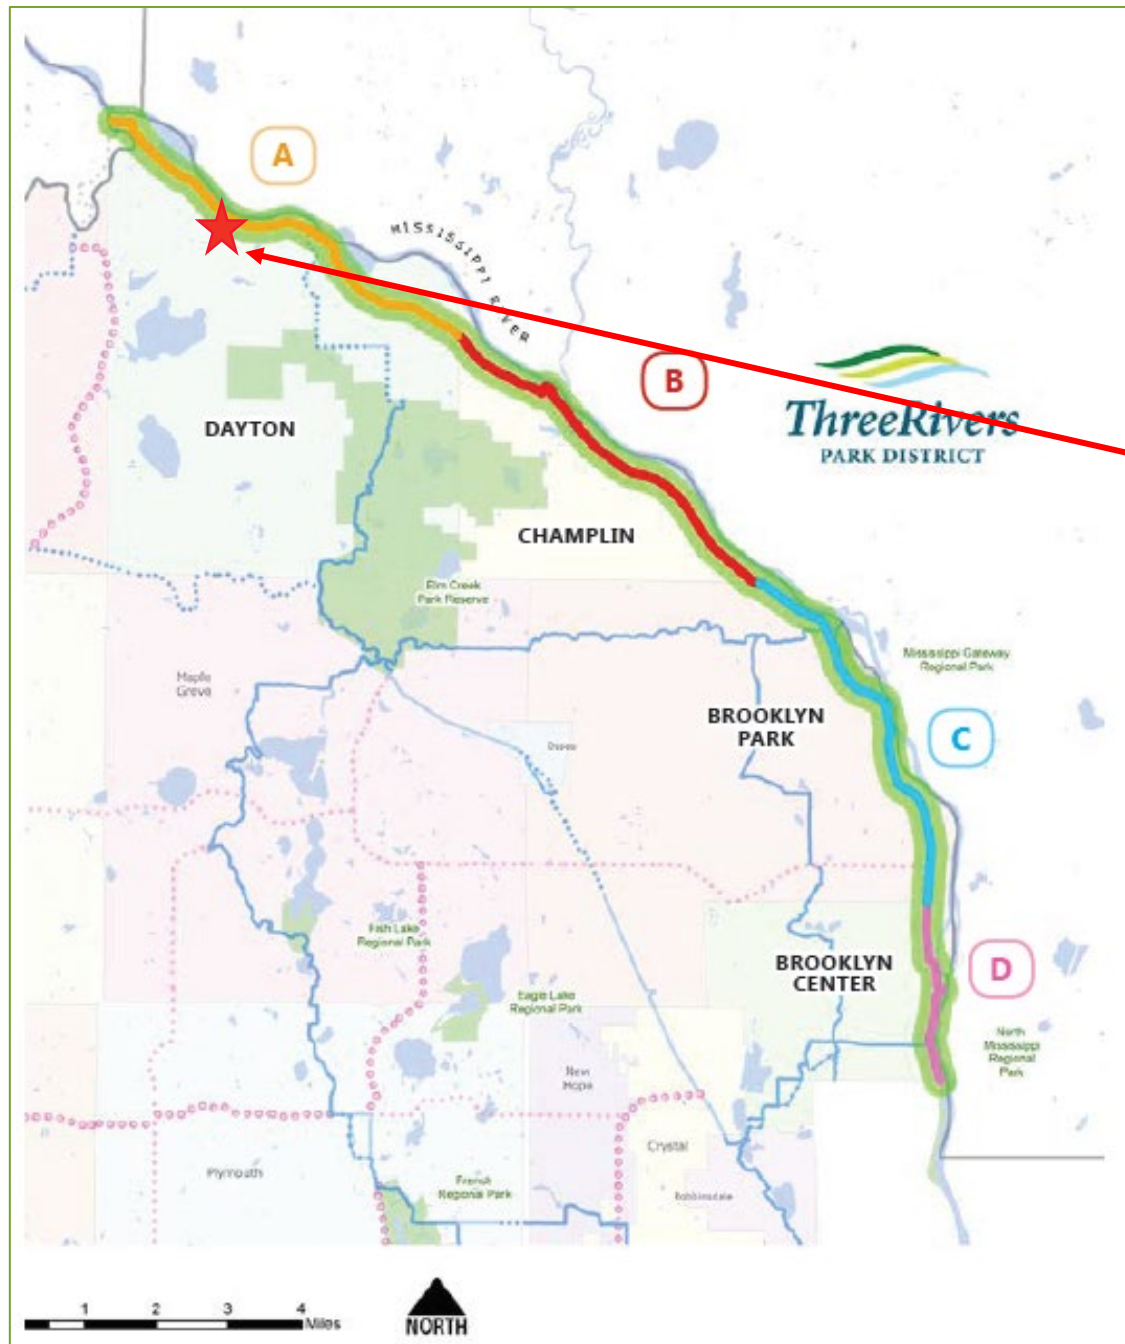 A
MISSISSIPPI RIVER
B
ThreeRivers
PARK DISTRICT
DAYTON
CHAMPLIN
Elm Creek
Park Reserve
Mississippi Gateway
Regional Park
Maple
Grove
BROOKLYN
PARK
C
Osseo
Fish Lake
Regional Park
BROOKLYN
CENTER
D
Eagle Lake
Regional Park
North
Mississippi
Regional
Park
New
Hope
Crystal
Plymouth
French
Regional Park
Robbinsdale
1 2 3 4
Miles
NORTH